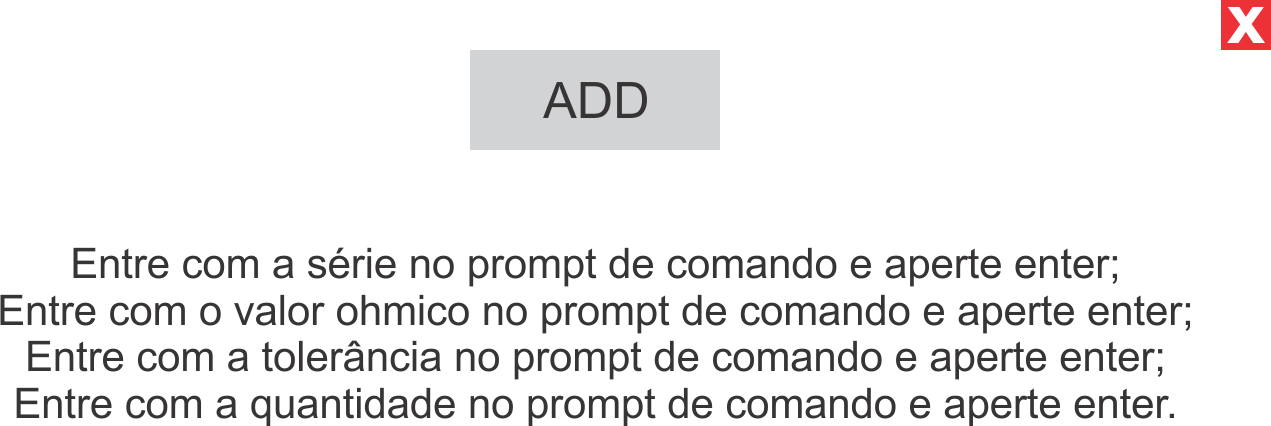 X
ADD
Entre com a série no prompt de comando e aperte enter;
Entre com o valor ohmico no prompt de comando e aperte enter;
Entre com a tolerância no prompt de comando e aperte enter;
Entre com a quantidade no prompt de comando e aperte enter.